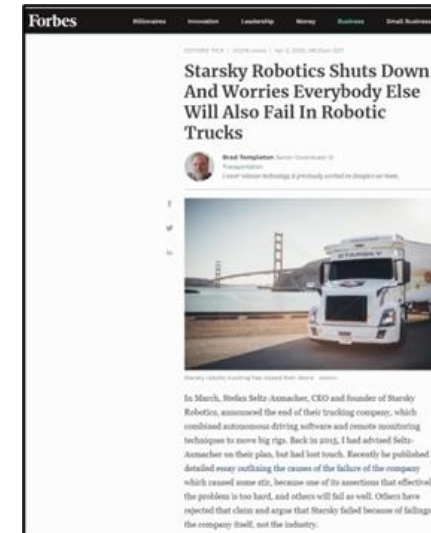 Forbes
Billionaires Innovation Leadership Money Business Small Business
Starsky Robotics Shuts Down
And Worries Everybody Else
Will Also Fail In Robotic
Trucks
Brad Templeton Senior Contributor
Transportation
STARSKY
In March, Stefan Seltz-Axmacher, CEO and founder of Starsky
Robotics, announced the end of their trucking company, which
combined autonomous driving software and remote monitoring
techniques to move big rigs. Back in 2015, I had advised Seltz-
Axmacher on their plan, but had lost touch. Recently he published
detailed essay outlining the causes of the failure of the company
which caused some stir, because one of its assertions that effectivel
the problem is too hard, and others will fail as well. Others have
rejected that claim and argue that Starsky failed because of failings
the company itself, not the industry.